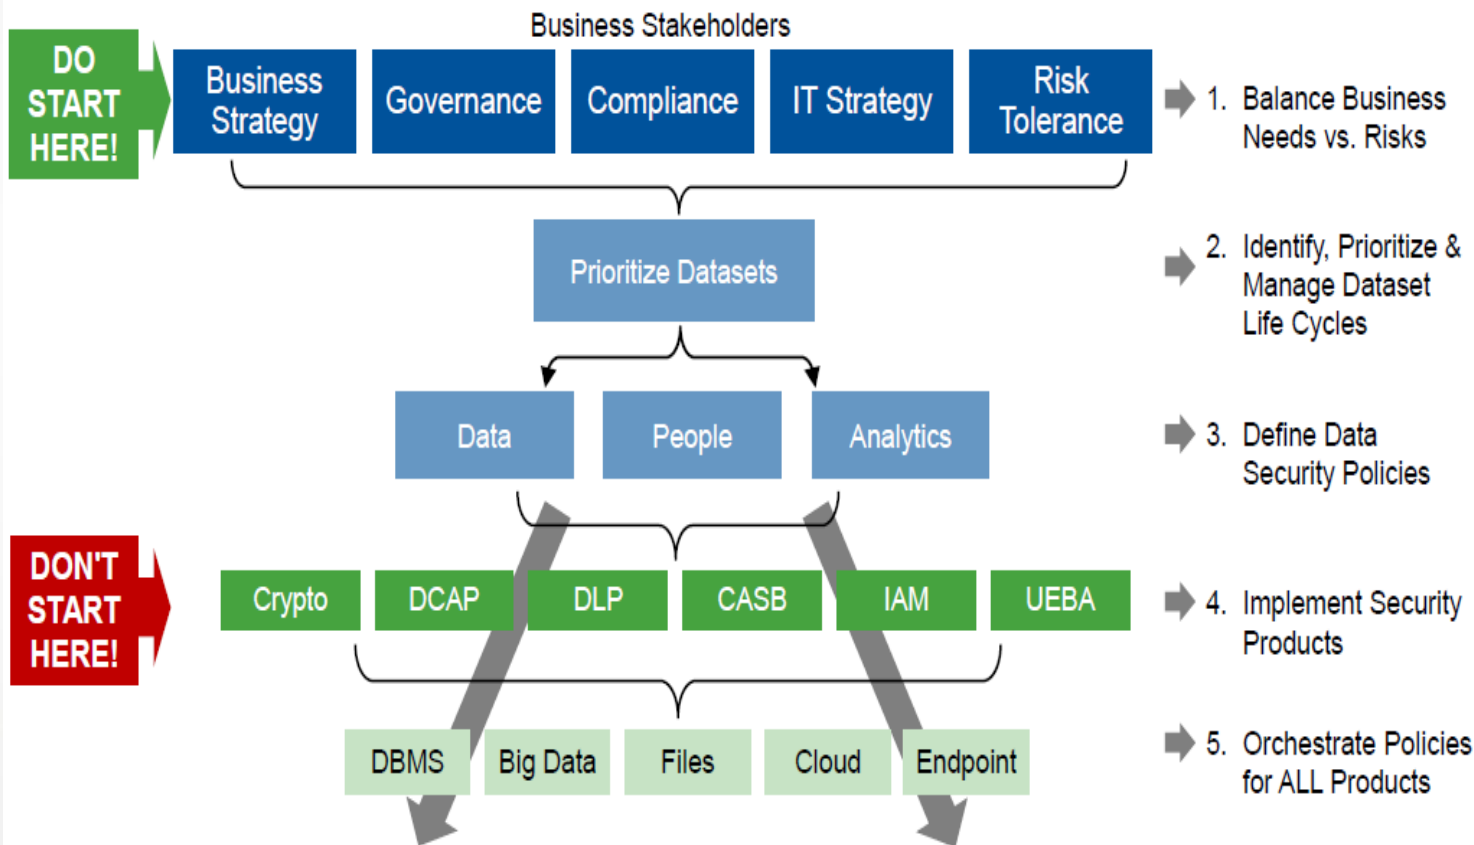 Business Stakeholders
DO
START
HERE!
Business
Strategy
Governance
Compliance
IT Strategy
Risk
Tolerance
1. Balance Business
Needs vs. Risks
Prioritize Datasets
2. Identify, Prioritize &
Manage Dataset
Life Cycles
Data
People
Analytics
3. Define Data
Security Policies
DON'T
START
HERE!
Crypto
DCAP
DLP
CASB
IAM
UEBA
4. Implement Security
Products
DBMS
Big Data
Files
Cloud
Endpoint
5. Orchestrate Policies
for ALL Products